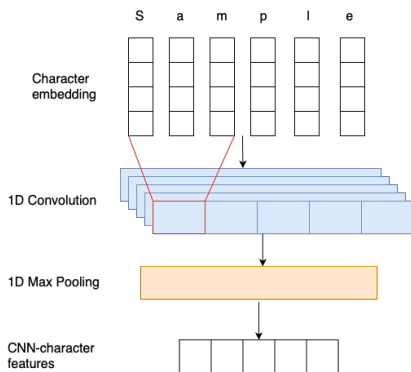 S a m p l e
Character
embedding
1D Convolution
1D Max Pooling
CNN-character
features